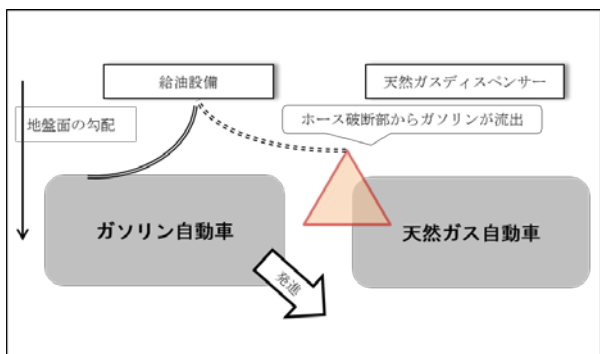 給油設備
天然ガスディスペンサー
地盤面の勾配
ホース破断部からガソリンが流出
ガソリン自動車
天然ガス自動車
発進